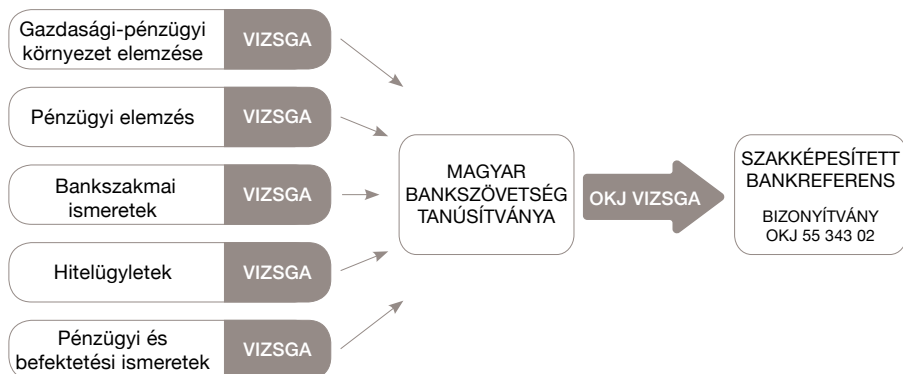 Gazdasági-pénzügyi
környezet elemzése
VIZSGA
Pénzügyi elemzés
VIZSGA
Bankszakmai
ismeretek
VIZSGA
Hitelügyletek
VIZSGA
Pénzügyi és
befektetési ismeretek
VIZSGA
MAGYAR
BANKSZÖVETSÉG
TANÚSÍTVÁNYA
OKJ VIZSGA
SZAKKÉPESÍTETT
BANKREFERENS
BIZONYÍTVÁNY
OKJ 55 343 02